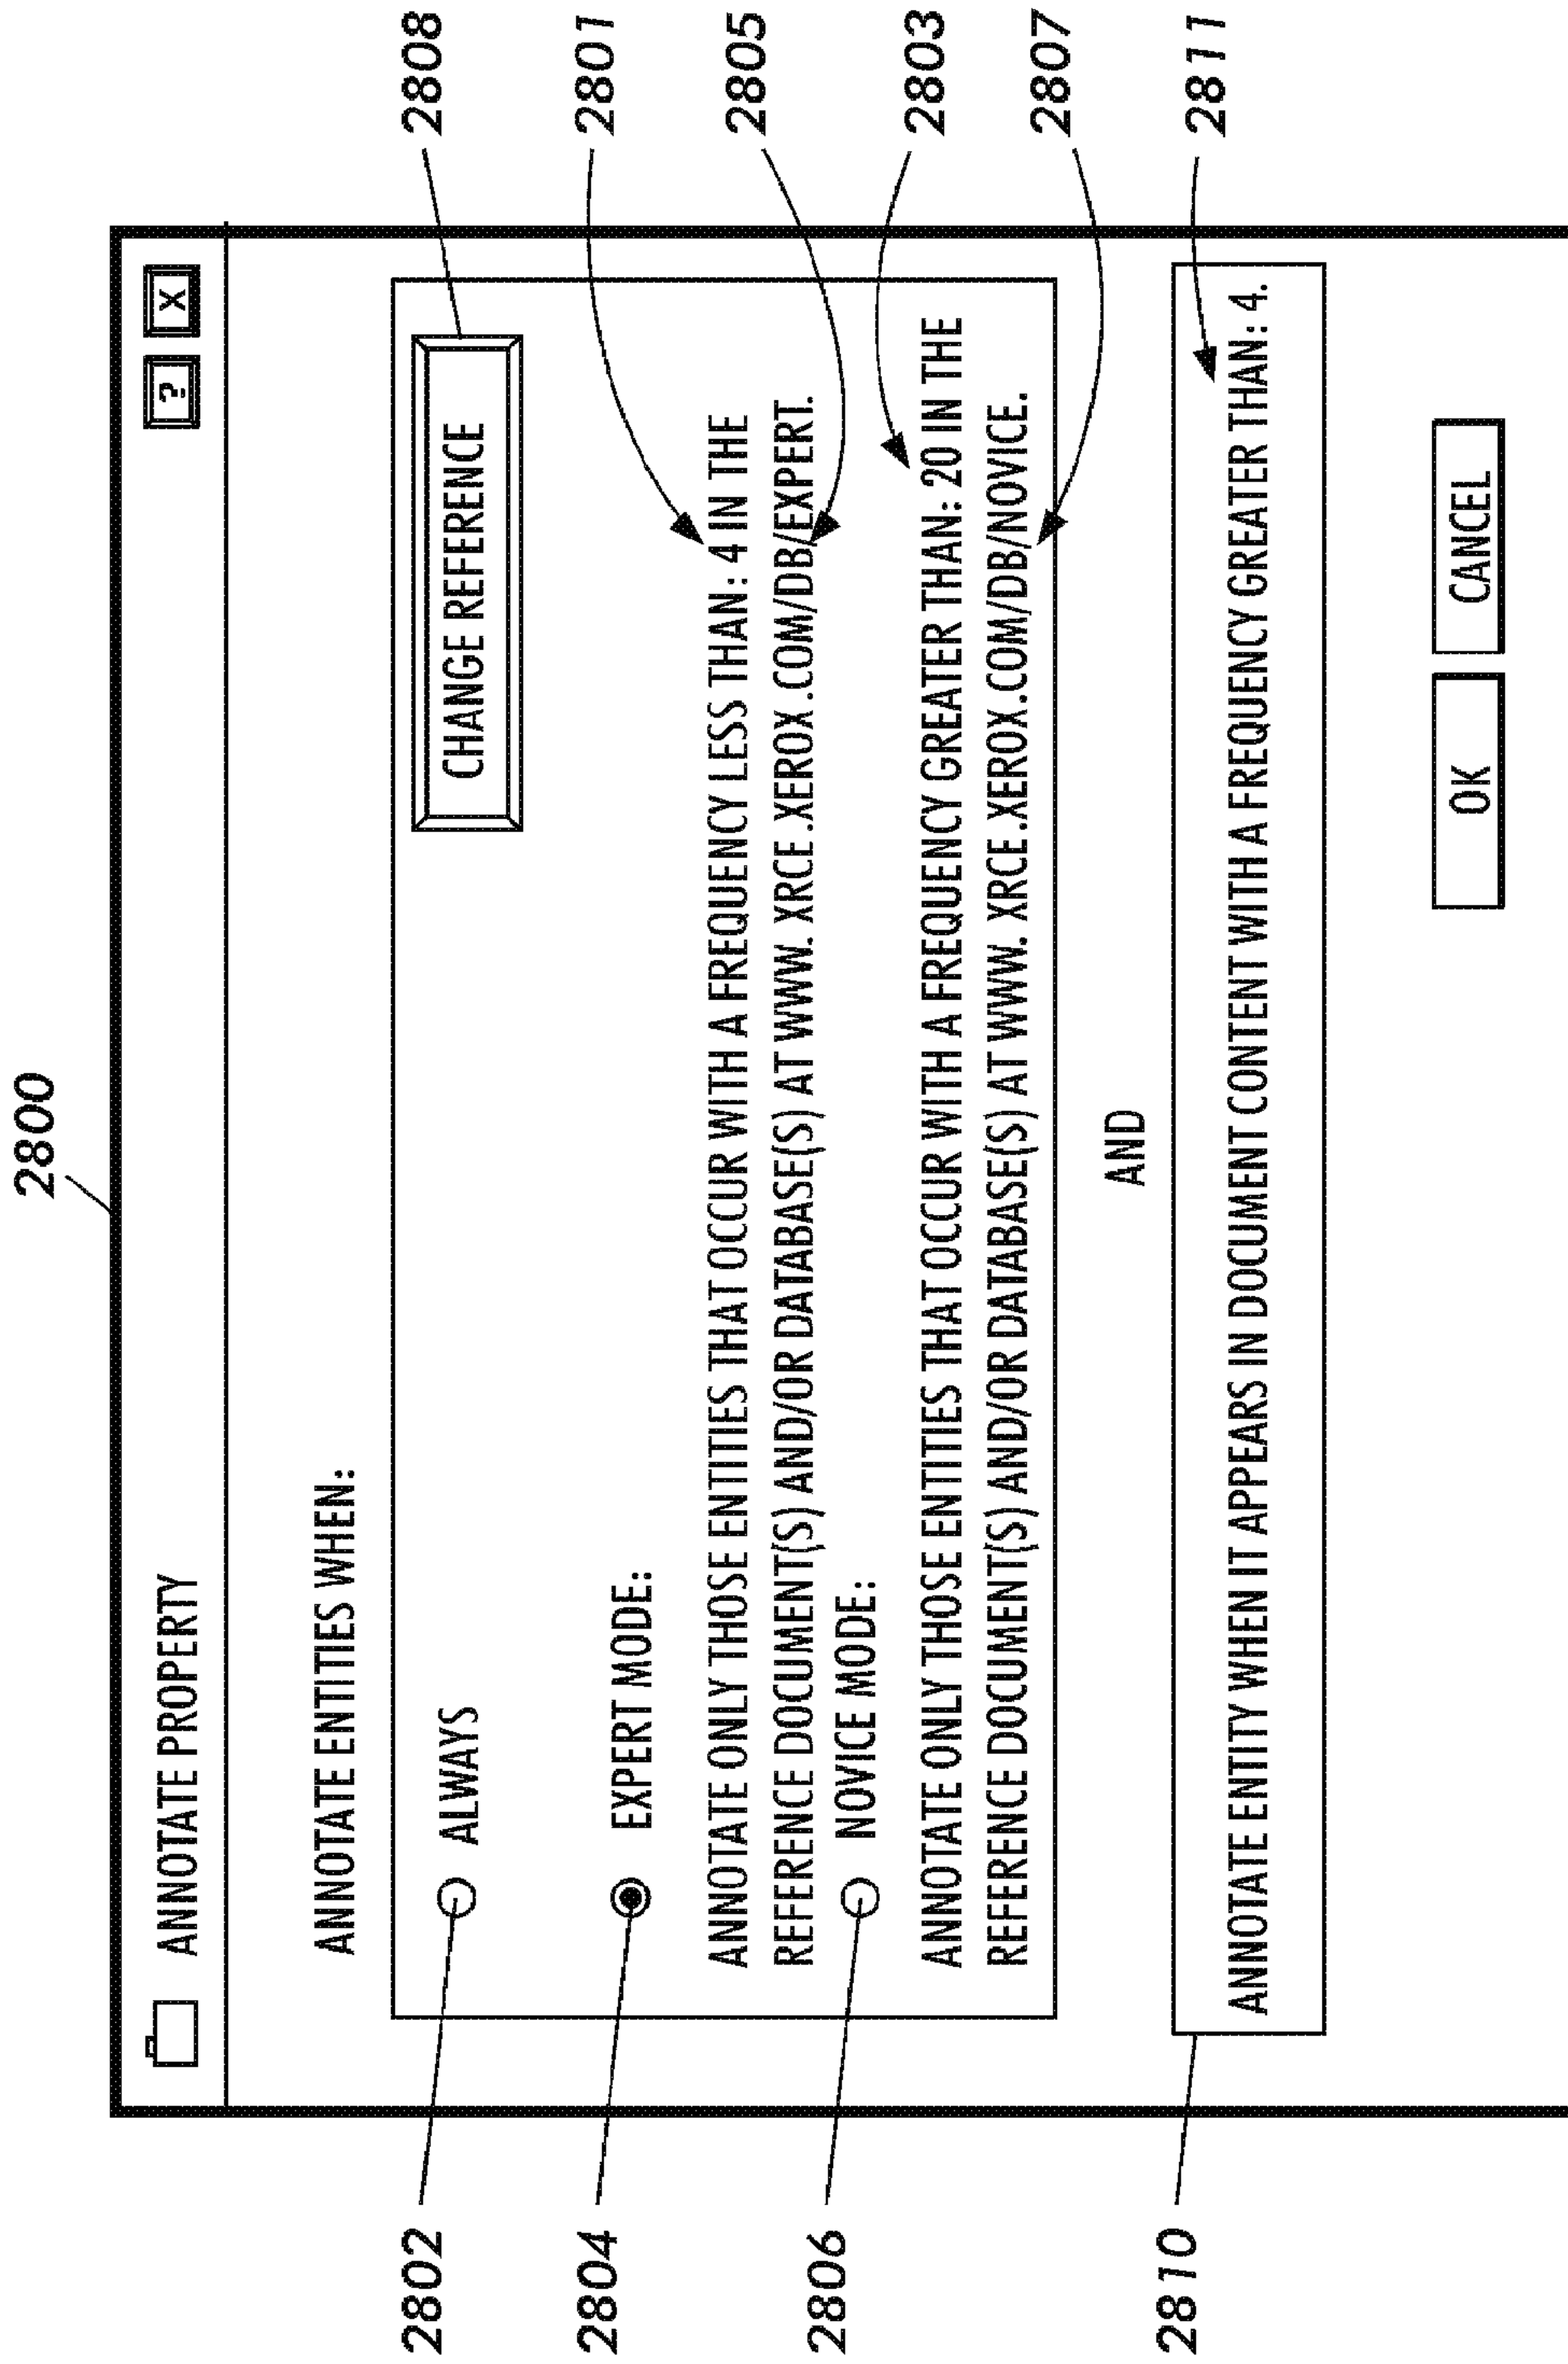 2800
ANNOTATE PROPERTY
? X
ANNOTATE ENTITIES WHEN:
2802
ALWAYS
CHANGE REFERENCE
2808
2804
EXPERT MODE:
2801
ANNOTATE ONLY THOSE ENTITIES THAT OCCUR WITH A FREQUENCY LESS THAN: 4 IN THE
REFERENCE DOCUMENT(S) AND/OR DATABASE(S) AT WWW. XRCE.XEROX.COM/DB/EXPERT.
2805
2806
NOVICE MODE:
2803
ANNOTATE ONLY THOSE ENTITIES THAT OCCUR WITH A FREQUENCY GREATER THAN: 20 IN THE
REFERENCE DOCUMENT(S) AND/OR DATABASE(S) AT WWW. XRCE.XEROX.COM/DB/NOVICE.
2807
AND
2810
ANNOTATE ENTITY WHEN IT APPEARS IN DOCUMENT CONTENT WITH A FREQUENCY GREATER THAN: 4.
2811
OK
CANCEL